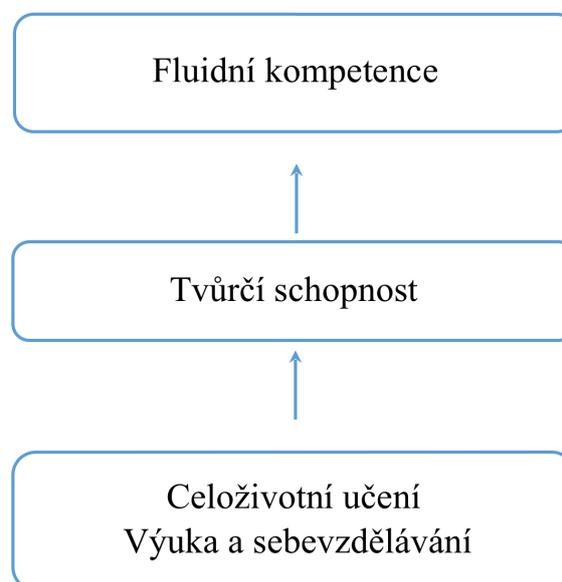 Fluidní kompetence
Tvůrčí schopnost
Celoživotní učení
Výuka a sebevzdělávání